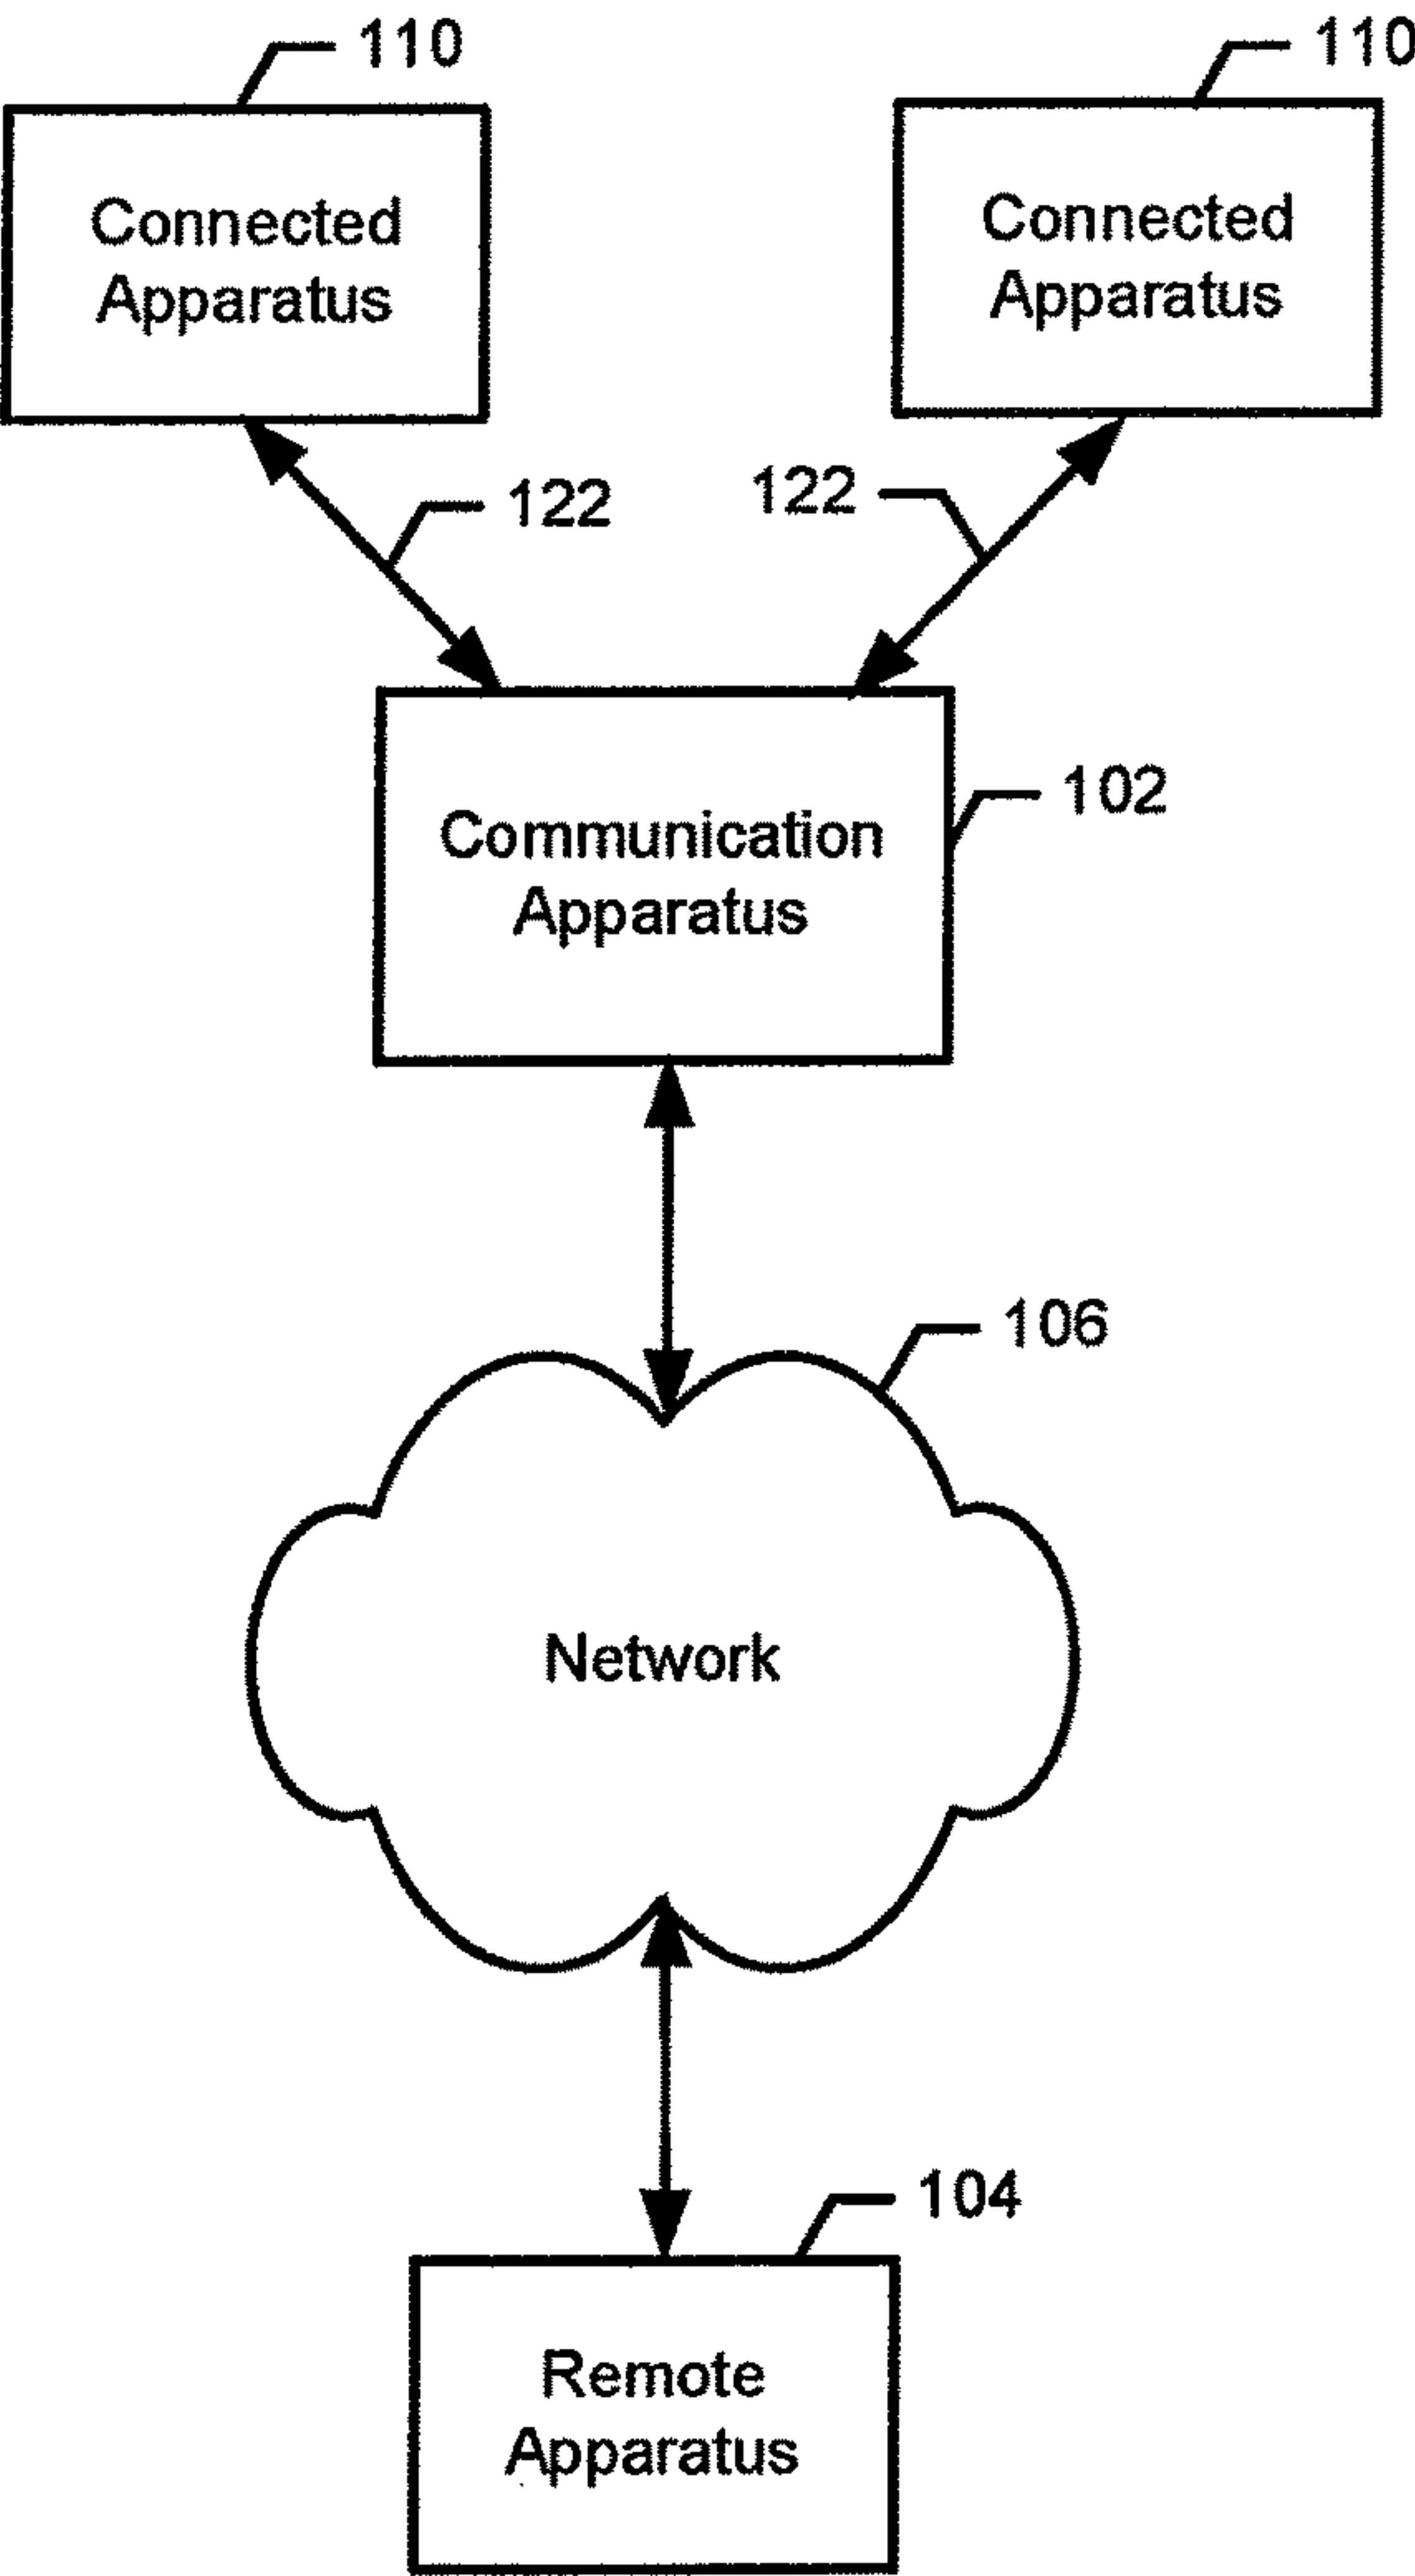 110
110
Connected
Apparatus
Connected
Apparatus
122
122
102
Communication
Apparatus
106
Network
104
Remote
Apparatus